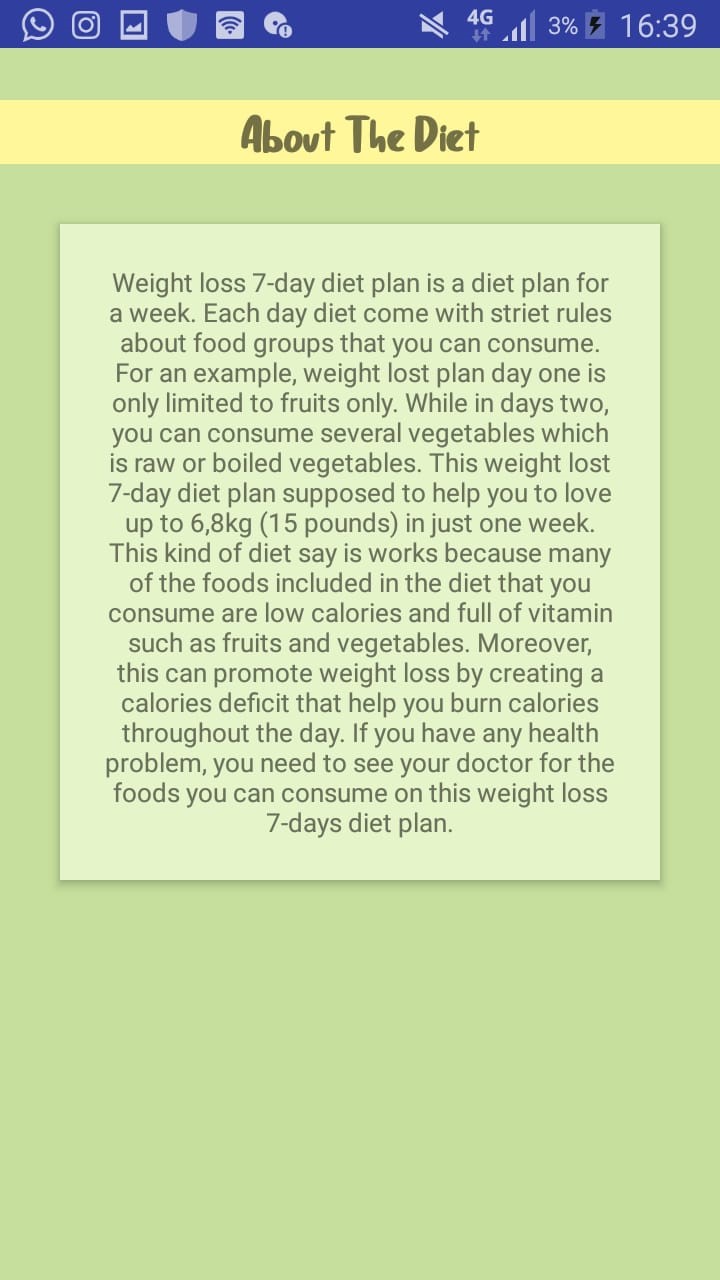 4G 3% 16:39
About The Diet
Weight loss 7-day diet plan is a diet plan for
a week. Each day diet come with striet rules
about food groups that you can consume.
For an example, weight lost plan day one is
only limited to fruits only. While in days two,
you can consume several vegetables which
is raw or boiled vegetables. This weight lost
7-day diet plan supposed to help you to love
up to 6,8kg (15 pounds) in just one week.
This kind of diet say is works because many
of the foods included in the diet that you
consume are low calories and full of vitamin
such as fruits and vegetables. Moreover,
this can promote weight loss by creating a
calories deficit that help you burn calories
throughout the day. If you have any health
problem, you need to see your doctor for the
foods you can consume on this weight loss
7-days diet plan.